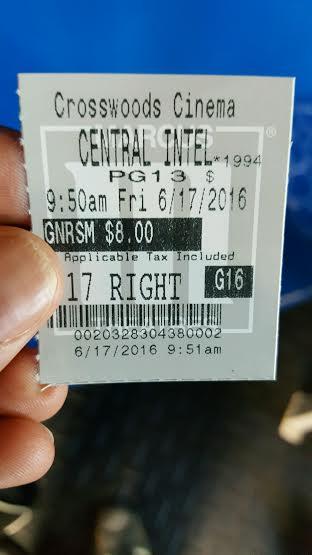 Crosswoods Cinema
MARCUS®
CENTRAL INTEL*1994
PG13 $
9:50am Fri 6/17/2016
GNRSM $8.00
Applicable Tax Included
17 RIGHT G16
0020328304380002
6/17/2016 9:51am